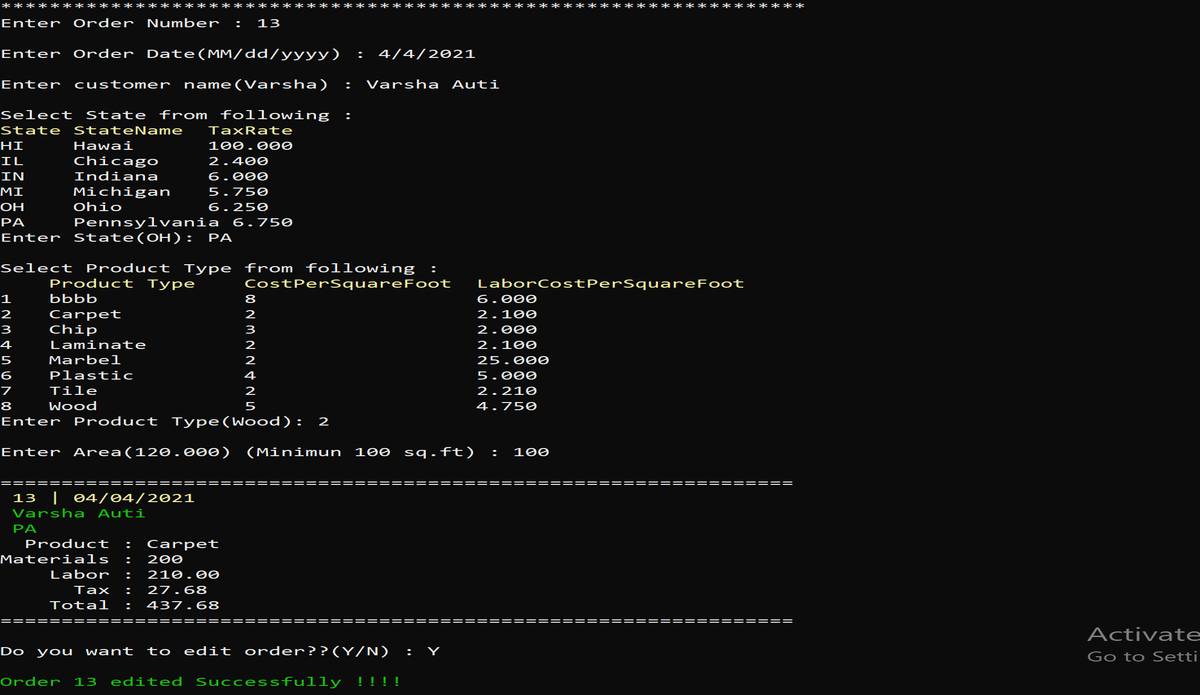 ********************************************************************
Enter Order Number : 13
Enter Order Date(MM/dd/yyyy) : 4/4/2021
Enter customer name(Varsha) : Varsha Auti
Select State from following :
State StateName TaxRate
HI Hawai 100.000
IL Chicago 2.400
IN Indiana 6.000
MI Michigan 5.750
OH Ohio 6.250
PA Pennsylvania 6.750
Enter State(OH): PA
Select Product Type from following :
Product Type CostPerSquareFoot LaborCostPerSquareFoot
1 bbbb 8 6.000
2 Carpet 2 2.100
3 Chip 3 2.000
4 Laminate 2 2.100
5 Marbel 2 25.000
6 Plastic 4 5.000
7 Tile 2 2.210
8 Wood 5 4.750
Enter Product Type(Wood): 2
Enter Area(120.000) (Minimun 100 sq.ft) : 100
=================================================================
13 | 04/04/2021
Varsha Auti
PA
Product : Carpet
Materials : 200
Labor : 210.00
Tax : 27.68
Total : 437.68
=================================================================
Do you want to edit order??(Y/N) : Y
Order 13 edited Successfully !!!!
Activate
Go to Setti